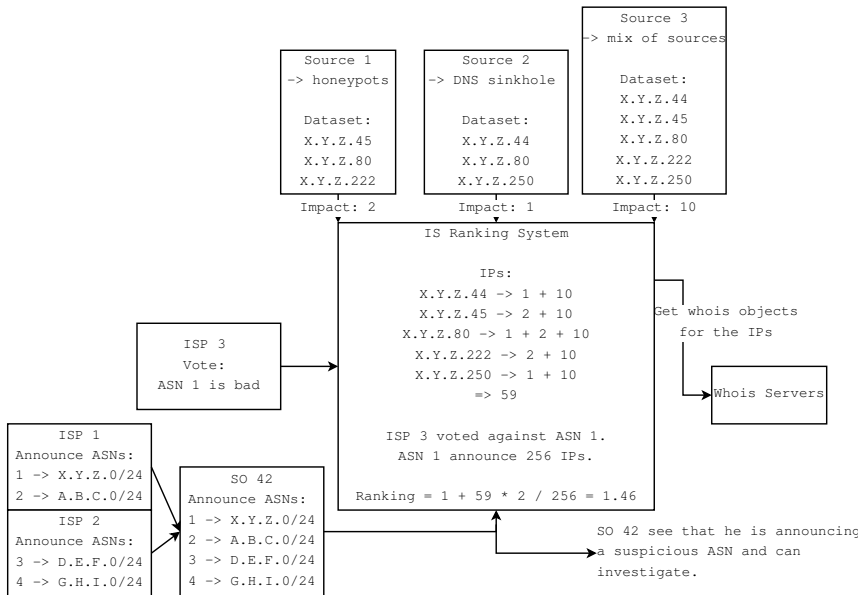 Source 1
-> honeypots
Dataset:
X.Y.Z.45
X.Y.Z.80
X.Y.Z.222
Impact: 2
Source 2
-> DNS sinkhole
Dataset:
X.Y.Z.44
X.Y.Z.80
X.Y.Z.250
Impact: 1
Source 3
-> mix of sources
Dataset:
X.Y.Z.44
X.Y.Z.45
X.Y.Z.80
X.Y.Z.222
X.Y.Z.250
Impact: 10
IS Ranking System
IPs:
X.Y.Z.44 -> 1 + 10
X.Y.Z.45 -> 2 + 10
X.Y.Z.80 -> 1 + 2 + 10
X.Y.Z.222 -> 2 + 10
X.Y.Z.250 -> 1 + 10
=> 59
ISP 3 voted against ASN 1.
ASN 1 announce 256 IPs.
Ranking = 1 + 59 * 2 / 256 = 1.46
Get whois objects
for the IPs
Whois Servers
ISP 3
Vote:
ASN 1 is bad
ISP 1
Announce ASNs:
1 -> X.Y.Z.0/24
2 -> A.B.C.0/24
ISP 2
Announce ASNs:
3 -> D.E.F.0/24
4 -> G.H.I.0/24
SO 42
Announce ASNs:
1 -> X.Y.Z.0/24
2 -> A.B.C.0/24
3 -> D.E.F.0/24
4 -> G.H.I.0/24
SO 42 see that he is announcing
a suspicious ASN and can
investigate.